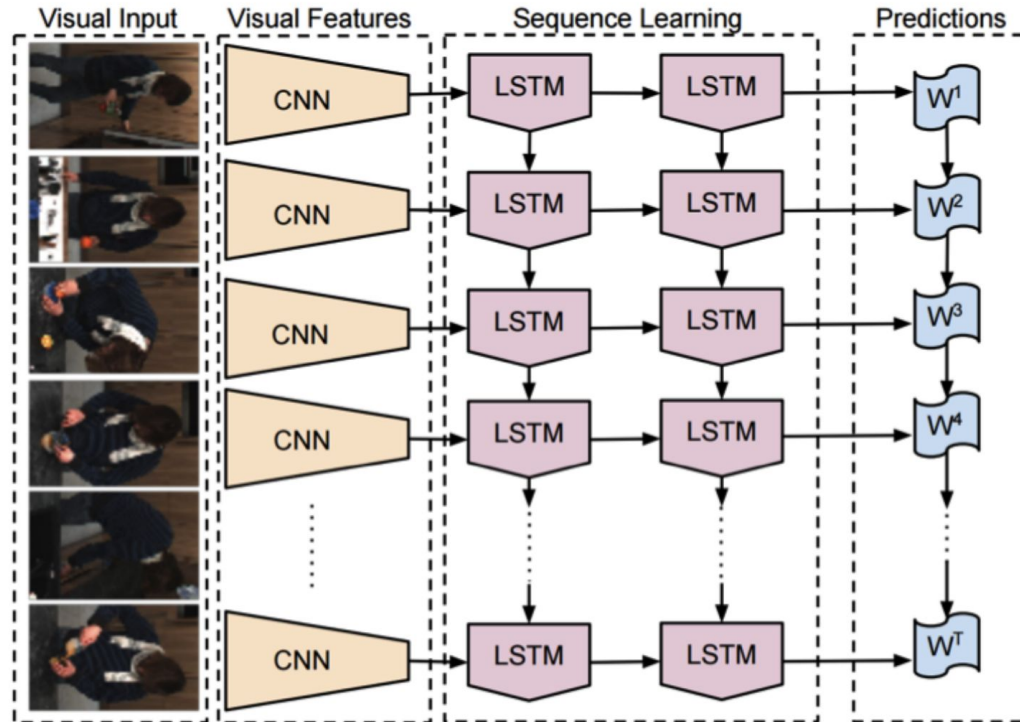 Visual Input Visual Features Sequence Learning Predictions
CNN LSTM LSTM W¹
CNN LSTM LSTM W²
CNN LSTM LSTM W³
CNN LSTM LSTM W⁴
CNN LSTM LSTM Wᵀ